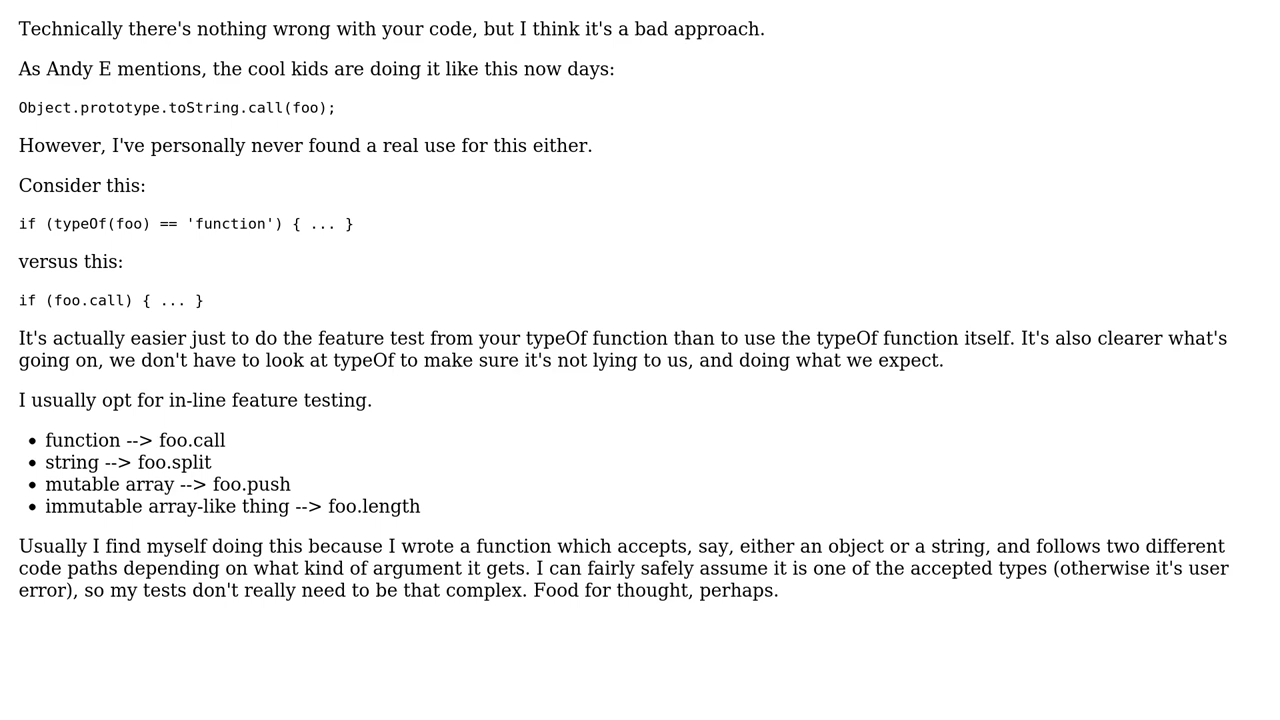 Technically there's nothing wrong with your code, but I think it's a bad approach.
As Andy E mentions, the cool kids are doing it like this now days:
Object.prototype.toString.call(foo);
However, I've personally never found a real use for this either.
Consider this:
if (typeOf(foo) == 'function') { ... }
versus this:
if (foo.call) { ... }
It's actually easier just to do the feature test from your typeOf function than to use the typeOf function itself. It's also clearer what's
going on, we don't have to look at typeOf to make sure it's not lying to us, and doing what we expect.
I usually opt for in-line feature testing.
• function --> foo.call
• string --> foo.split
• mutable array --> foo.push
• immutable array-like thing --> foo.length
Usually I find myself doing this because I wrote a function which accepts, say, either an object or a string, and follows two different
code paths depending on what kind of argument it gets. I can fairly safely assume it is one of the accepted types (otherwise it's user
error), so my tests don't really need to be that complex. Food for thought, perhaps.